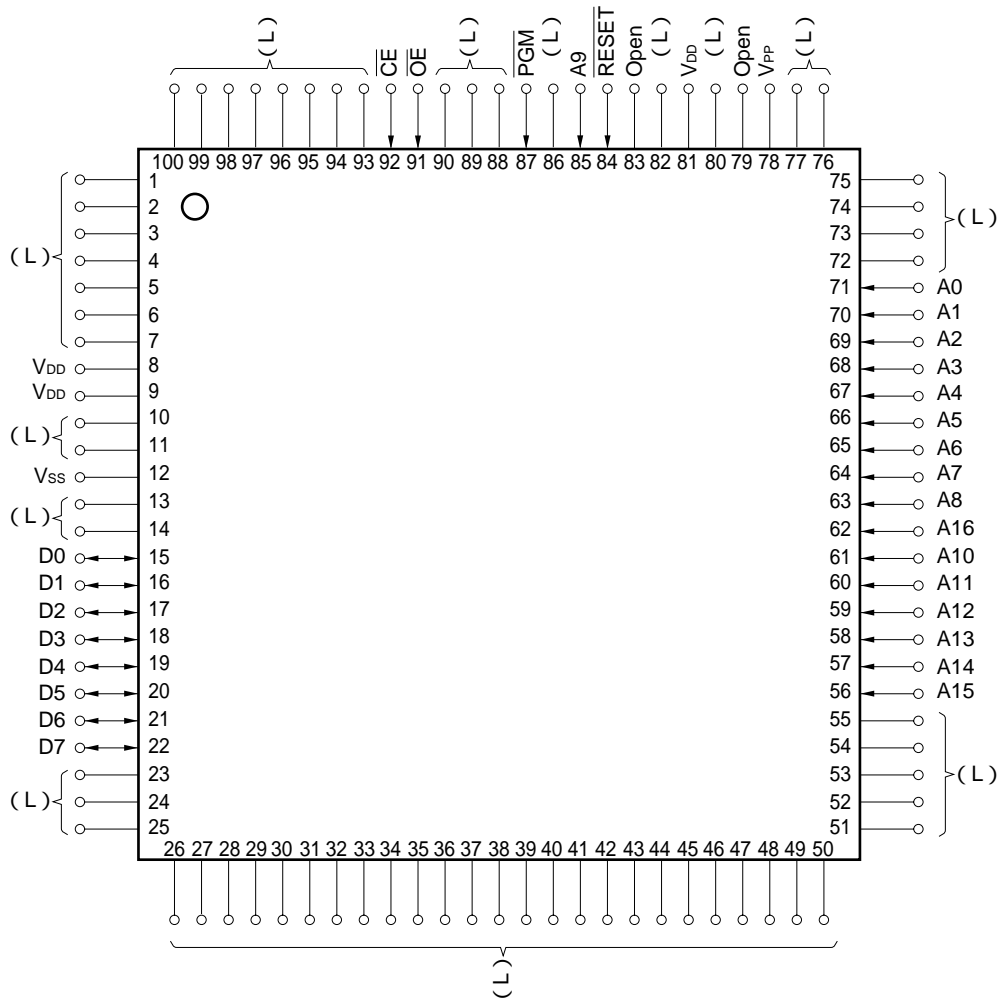 (L)
CE
OE
(L)
PGM
(L)
A9
RESET
Open
(L)
VDD
(L)
Open
VPP
(L)
100 99 98 97 96 95 94 93 92 91 90 89 88 87 86 85 84 83 82 81 80 79 78 77 76
1
2
3
4
5
6
7
8
9
10
11
12
13
14
15
16
17
18
19
20
21
22
23
24
25
(L)
VDD
VDD
(L)
VSS
(L)
D0
D1
D2
D3
D4
D5
D6
D7
(L)
75
74
73
72
71
70
69
68
67
66
65
64
63
62
61
60
59
58
57
56
55
54
53
52
51
(L)
A0
A1
A2
A3
A4
A5
A6
A7
A8
A16
A10
A11
A12
A13
A14
A15
(L)
26 27 28 29 30 31 32 33 34 35 36 37 38 39 40 41 42 43 44 45 46 47 48 49 50
(L)